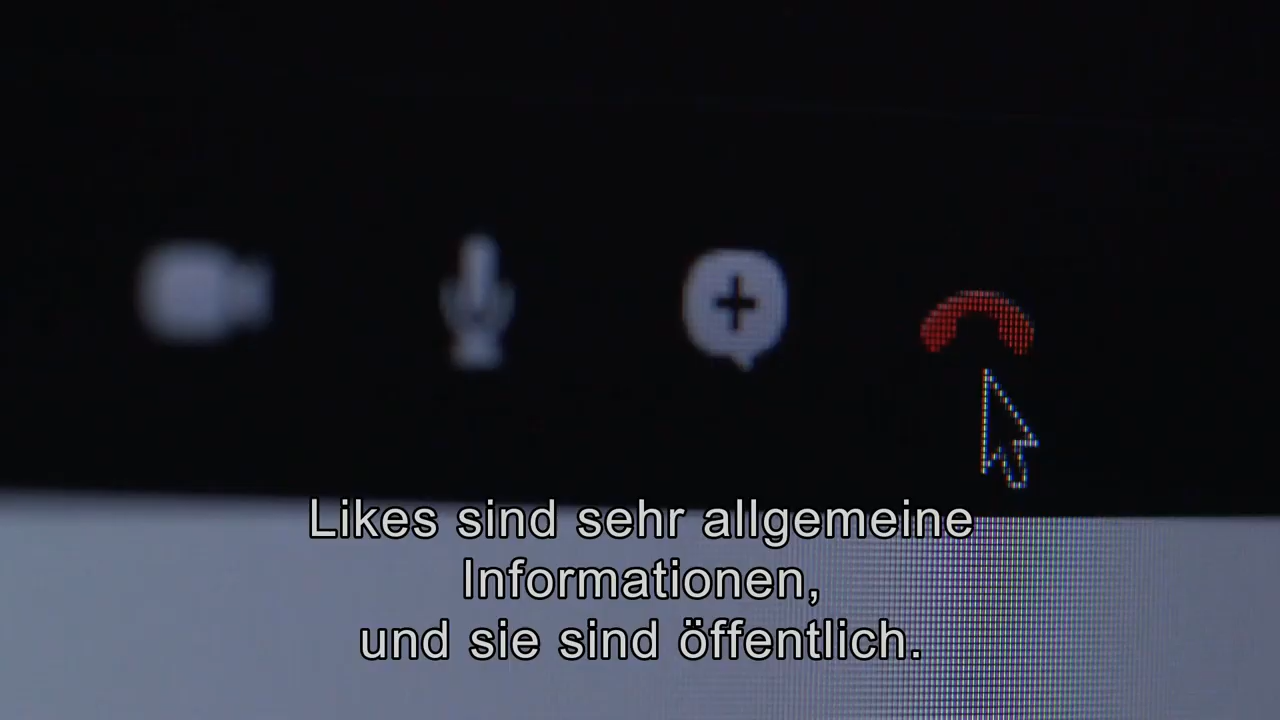 Likes sind sehr allgemeine
Informationen,
und sie sind öffentlich.